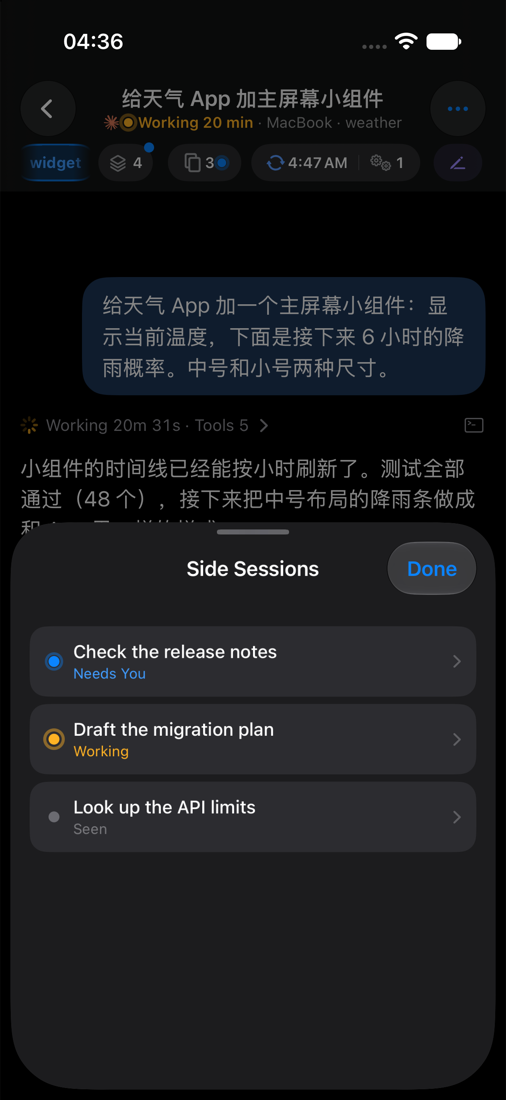 04:36
给天气 App 加主屏幕小组件
Working 20 min · MacBook · weather
widget
4
3
4:47 AM
1
给天气 App 加一个主屏幕小组件：显
示当前温度，下面是接下来 6 小时的降
雨概率。中号和小号两种尺寸。
Working 20m 31s · Tools 5
小组件的时间线已经能按小时刷新了。测试全部
通过（48 个），接下来把中号布局的降雨条做成
Side Sessions
Done
Check the release notes
Needs You
Draft the migration plan
Working
Look up the API limits
Seen